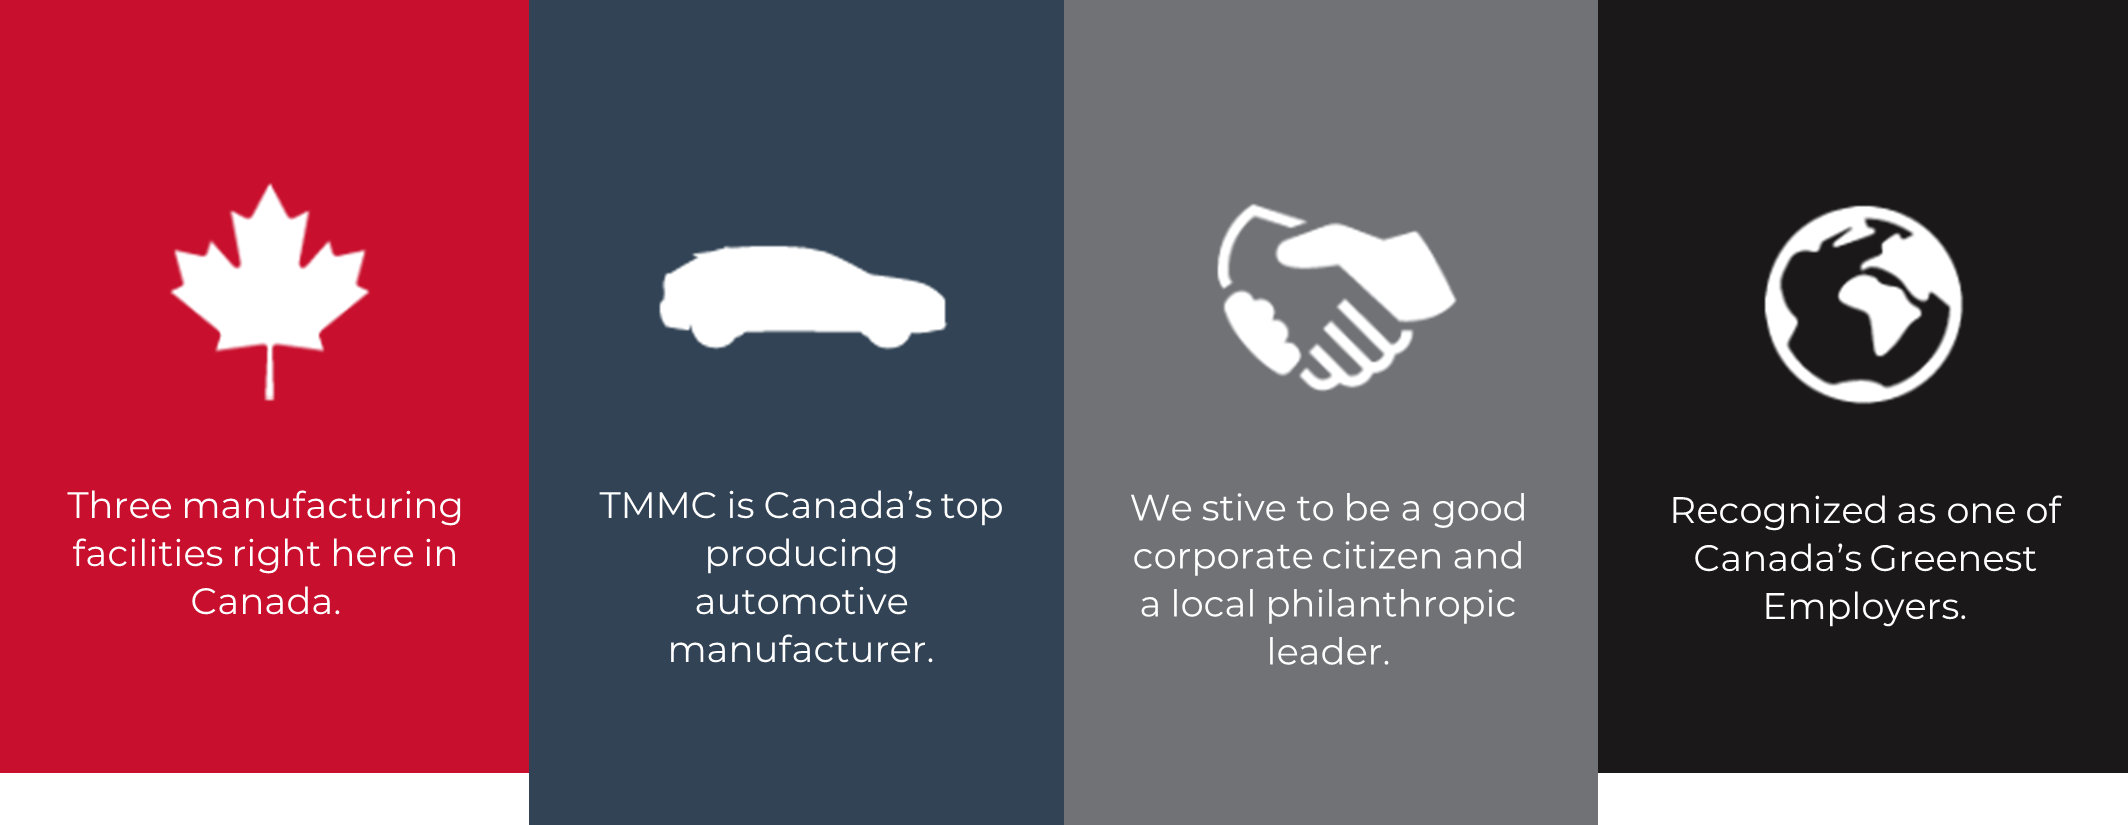 Three manufacturing
facilities right here in
Canada.
TMMC is Canada’s top
producing
automotive
manufacturer.
We stive to be a good
corporate citizen and
a local philanthropic
leader.
Recognized as one of
Canada’s Greenest
Employers.